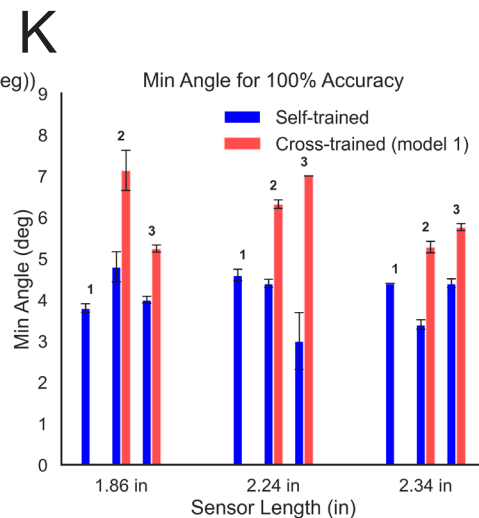 K
eg))
Min Angle for 100% Accuracy
Self-trained
Cross-trained (model 1)
Min Angle (deg)
9
8
7
6
5
4
3
2
1
0
1 2 3
1 2 3
1 2 3
1.86 in 2.24 in 2.34 in
Sensor Length (in)